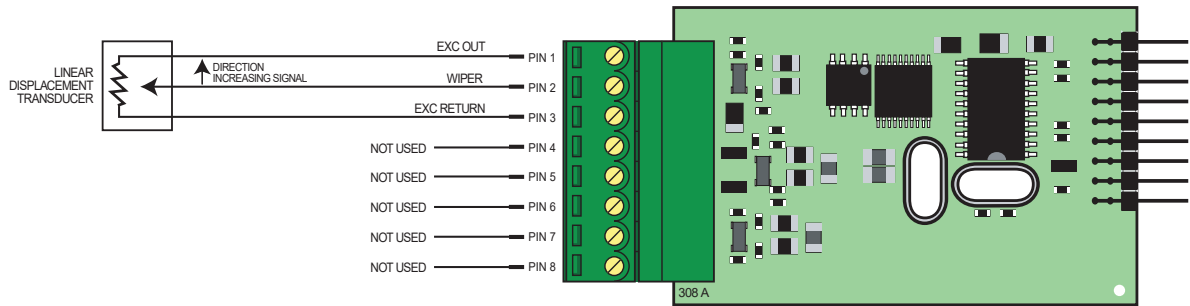 EXC OUT
PIN 1
DIRECTION
INCREASING SIGNAL
LINEAR
DISPLACEMENT
TRANSDUCER
WIPER
PIN 2
EXC RETURN
PIN 3
NOT USED
PIN 4
NOT USED
PIN 5
NOT USED
PIN 6
NOT USED
PIN 7
NOT USED
PIN 8
308 A